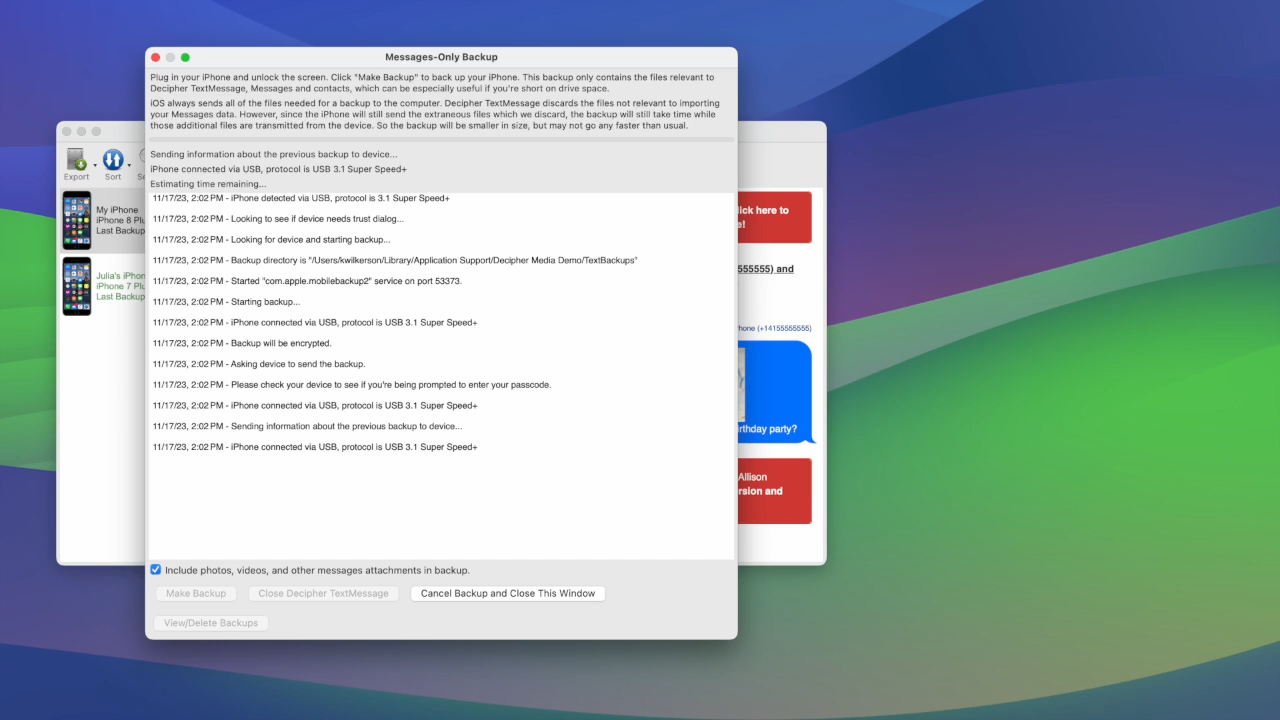 Messages-Only Backup
Plug in your iPhone and unlock the screen. Click "Make Backup" to back up your iPhone. This backup only contains the files relevant to
Decipher TextMessage, Messages and contacts, which can be especially useful if you're short on drive space.
iOS always sends all of the files needed for a backup to the computer. Decipher TextMessage discards the files not relevant to importing
your Messages data. However, since the iPhone will still send the extraneous files which we discard, the backup will still take time while
those additional files are transmitted from the device. So the backup will be smaller in size, but may not go any faster than usual.
Sending information about the previous backup to device...
iPhone connected via USB, protocol is USB 3.1 Super Speed+
Estimating time remaining...
11/17/23, 2:02 PM - iPhone detected via USB, protocol is 3.1 Super Speed+
11/17/23, 2:02 PM - Looking to see if device needs trust dialog...
11/17/23, 2:02 PM - Looking for device and starting backup...
11/17/23, 2:02 PM - Backup directory is "/Users/kwilkerson/Library/Application Support/Decipher Media Demo/TextBackups"
11/17/23, 2:02 PM - Started "com.apple.mobilebackup2" service on port 53373.
11/17/23, 2:02 PM - Starting backup...
11/17/23, 2:02 PM - iPhone connected via USB, protocol is USB 3.1 Super Speed+
11/17/23, 2:02 PM - Backup will be encrypted.
11/17/23, 2:02 PM - Asking device to send the backup.
11/17/23, 2:02 PM - Please check your device to see if you're being prompted to enter your passcode.
11/17/23, 2:02 PM - iPhone connected via USB, protocol is USB 3.1 Super Speed+
11/17/23, 2:02 PM - Sending information about the previous backup to device...
11/17/23, 2:02 PM - iPhone connected via USB, protocol is USB 3.1 Super Speed+
Include photos, videos, and other messages attachments in backup.
Make Backup Close Decipher TextMessage Cancel Backup and Close This Window
View/Delete Backups
Export Sort Se
My iPhone
iPhone 8 Plu
Last Backup
Julia's iPhon
iPhone 7 Plu
Last Backup
lick here to
e!
555555) and
hone (+14155555555)
irthday party?
Allison
rsion and